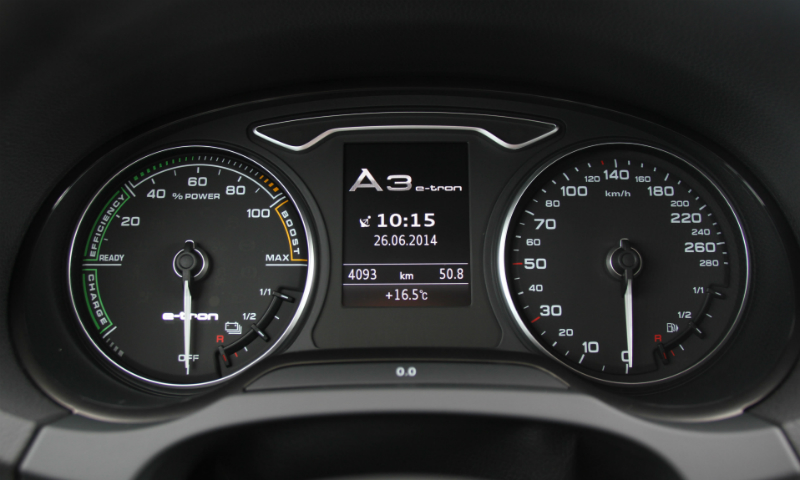 % POWER
20
40
60
80
100
EFFICIENCY
BOOST
READY
MAX
CHARGE
e-tron
OFF
R
1/2
1/1
A3 e-tron
10:15
26.06.2014
4093 km 50.8
+16.5°c
0.0
km/h
0
10
20
30
40
50
60
70
80
100
120
140
160
180
200
220
240
260
280
1/1
1/2
R